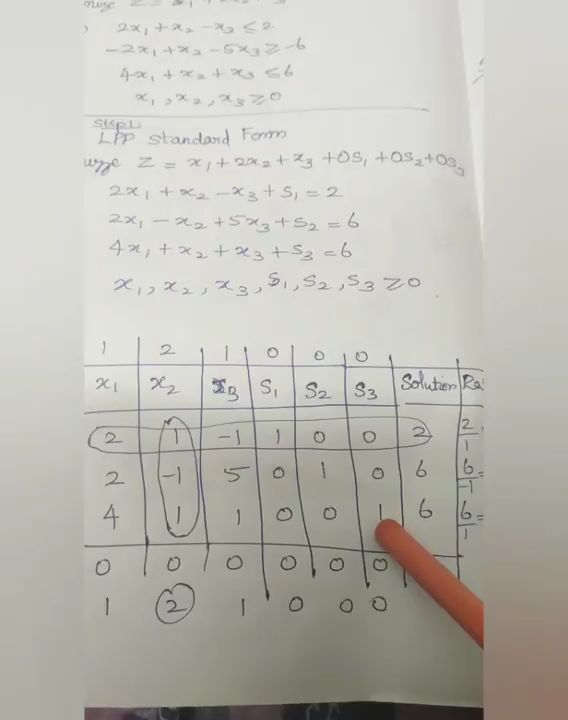 Z =
2x₁ + x₂ - x₃ ≤ 2
-2x₁ + x₂ - 5x₃ ≥ -6
4x₁ + x₂ + x₃ ≤ 6
x₁, x₂, x₃ ≥ 0
Step1:
LPP Standard Form
Z = x₁ + 2x₂ + x₃ + 0S₁ + 0S₂ + 0S₃
2x₁ + x₂ - x₃ + S₁ = 2
2x₁ - x₂ + 5x₃ + S₂ = 6
4x₁ + x₂ + x₃ + S₃ = 6
x₁, x₂, x₃, S₁, S₂, S₃ ≥ 0
1 2 1 0 0 0
x₁ x₂ x₃ S₁ S₂ S₃ Solution
2 1 -1 1 0 0 2 2/1
2 -1 5 0 1 0 6 6/-1 =
4 1 1 0 0 1 6 6/1 =
0 0 0 0 0 0
1 2 1 0 0 0